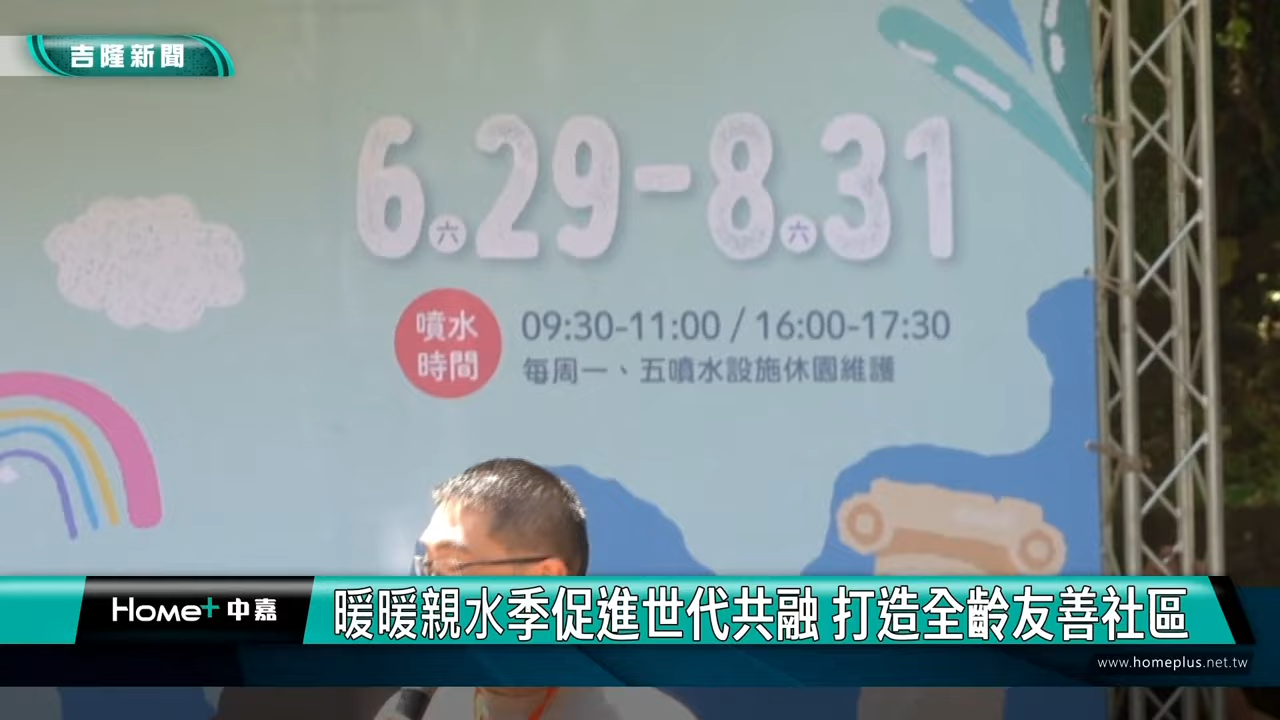 吉隆新聞
6.29-8.31
六 六
噴水時間
09:30-11:00 / 16:00-17:30
每周一、五噴水設施休園維護
Home+中嘉
暖暖親水季促進世代共融 打造全齡友善社區
www.homeplus.net.tw